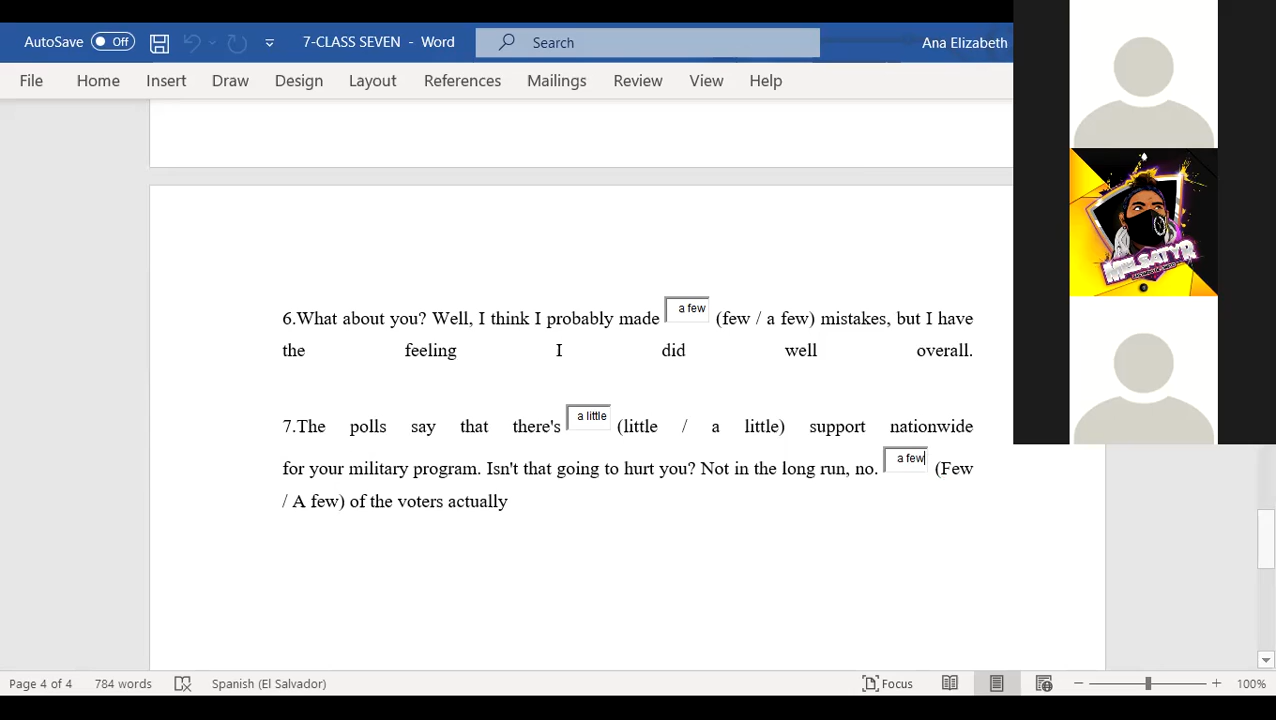 AutoSave Off 7-CLASS SEVEN - Word Search Ana Elizabeth
File Home Insert Draw Design Layout References Mailings Review View Help
MELSATYR
6.What about you? Well, I think I probably made a few (few / a few) mistakes, but I have
the feeling I did well overall.
7.The polls say that there's a little (little / a little) support nationwide
for your military program. Isn't that going to hurt you? Not in the long run, no. a few (Few
/ A few) of the voters actually
Page 4 of 4 784 words Spanish (El Salvador) Focus 100%